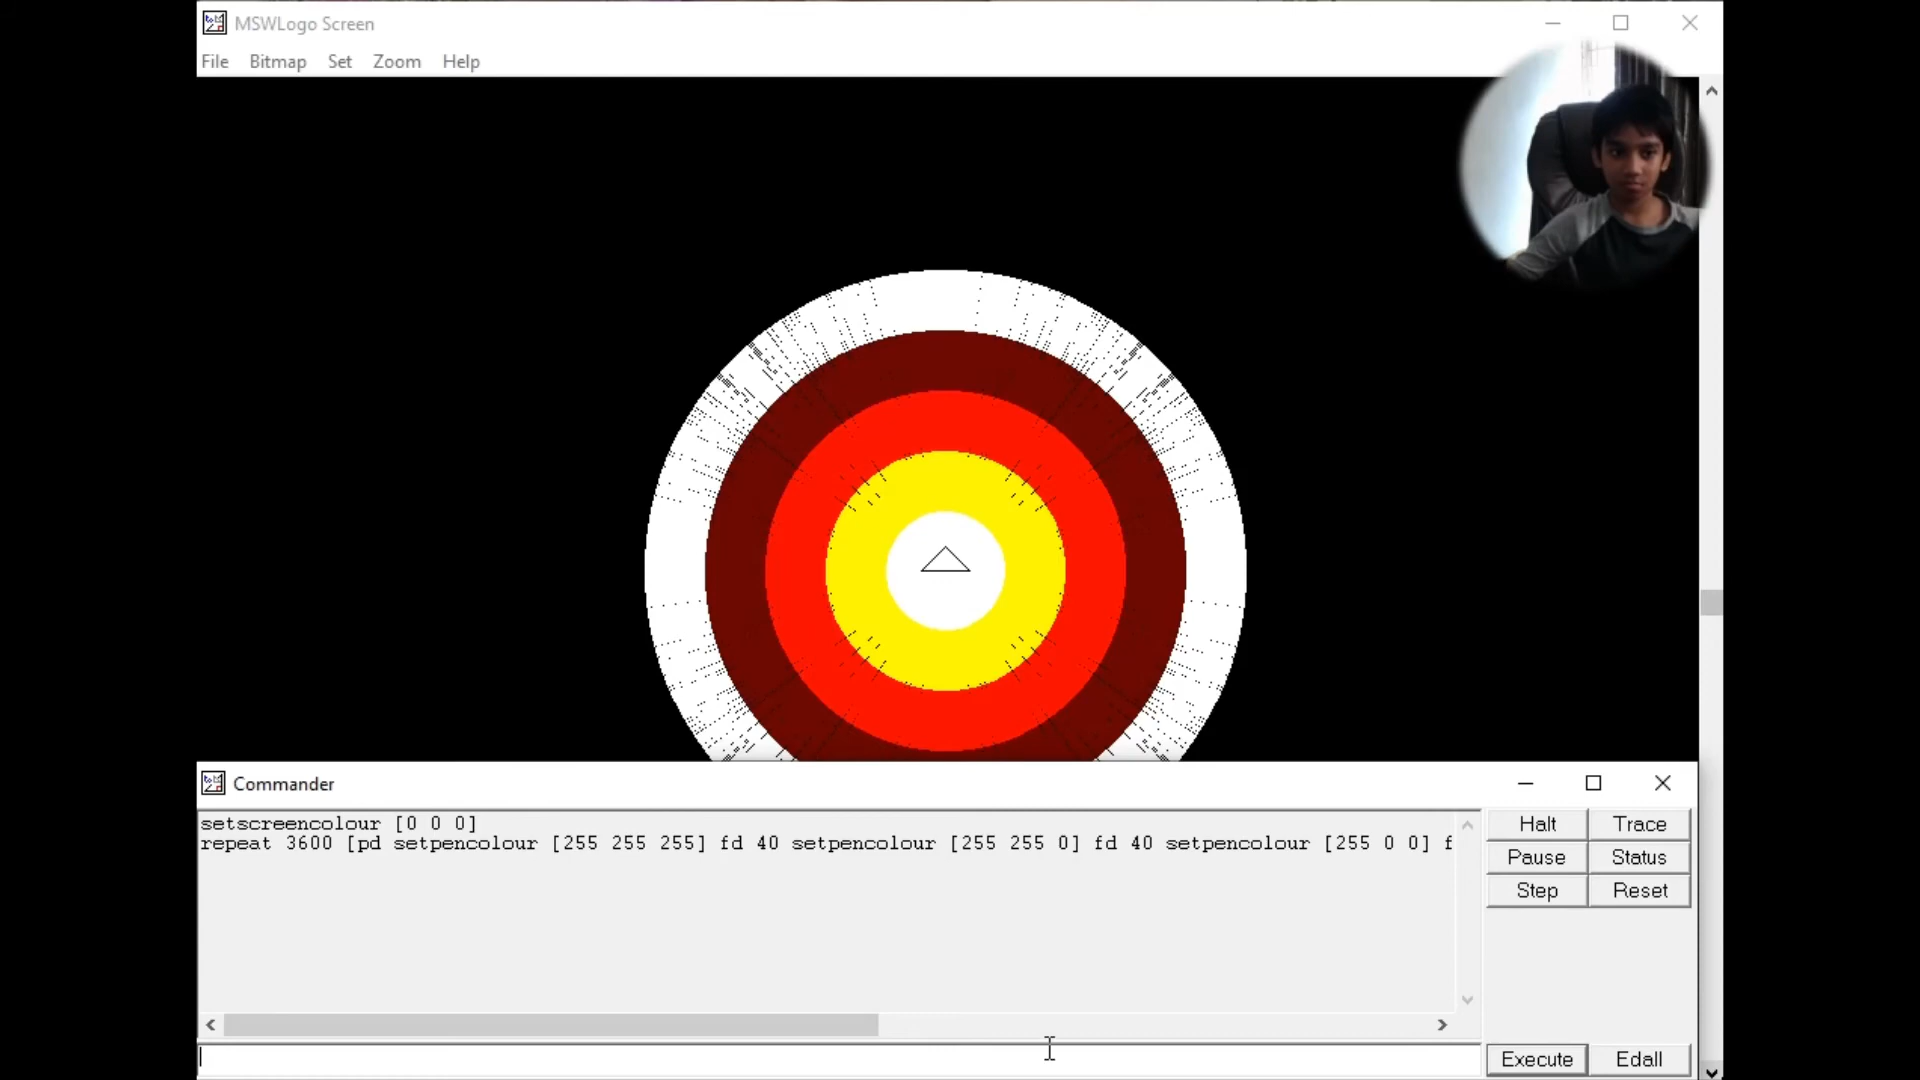 MSWLogo Screen
File Bitmap Set Zoom Help
Commander
setscreencolour [0 0 0]
repeat 3600 [pd setpencolour [255 255 255] fd 40 setpencolour [255 255 0] fd 40 setpencolour [255 0 0] f
Halt Trace
Pause Status
Step Reset
Execute Edall